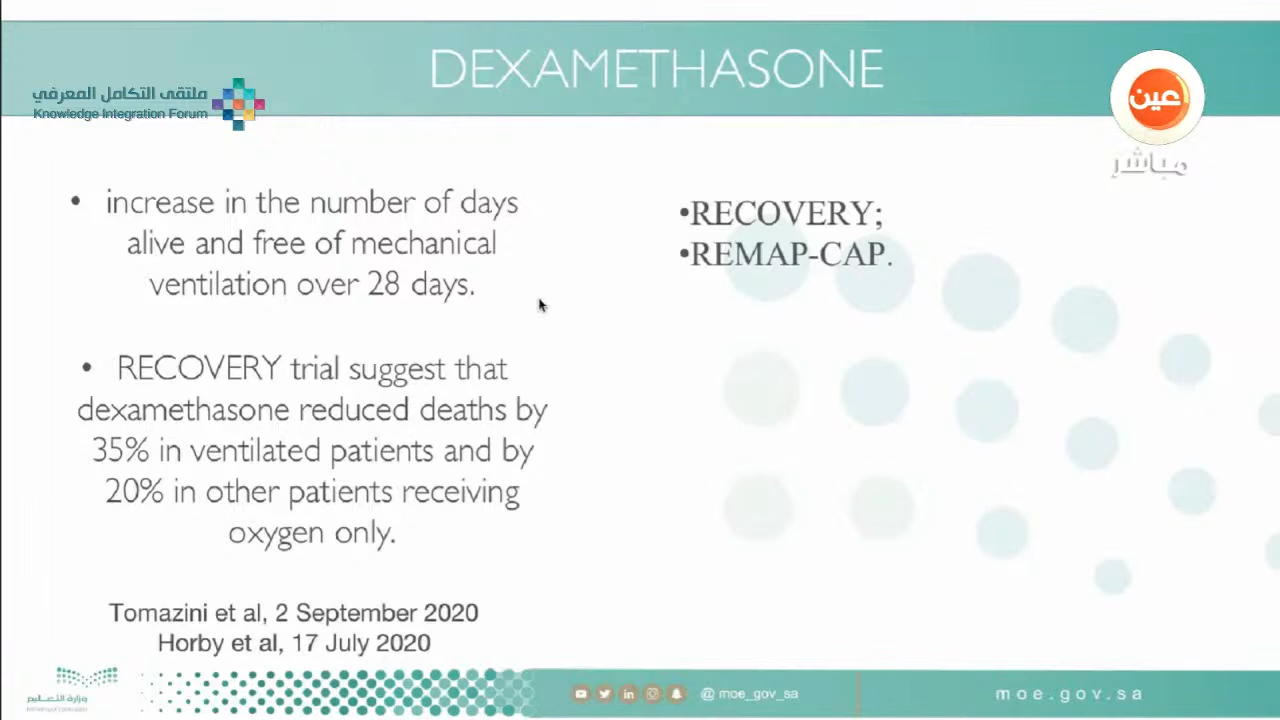 DEXAMETHASONE
ملتقى التكامل المعرفي
Knowledge Integration Forum
عين
مباشر
• increase in the number of days
alive and free of mechanical
ventilation over 28 days.
• RECOVERY trial suggest that
dexamethasone reduced deaths by
35% in ventilated patients and by
20% in other patients receiving
oxygen only.
Tomazini et al, 2 September 2020
Horby et al, 17 July 2020
•RECOVERY;
•REMAP-CAP.
وزارة التعليم
Ministry of Education
@moe_gov_sa
moe.gov.sa